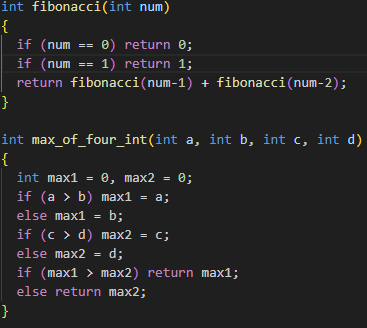 int fibonacci(int num)
{
  if (num == 0) return 0;
  if (num == 1) return 1;
  return fibonacci(num-1) + fibonacci(num-2);
}

int max_of_four_int(int a, int b, int c, int d)
{
  int max1 = 0, max2 = 0;
  if (a > b) max1 = a;
  else max1 = b;
  if (c > d) max2 = c;
  else max2 = d;
  if (max1 > max2) return max1;
  else return max2;
}